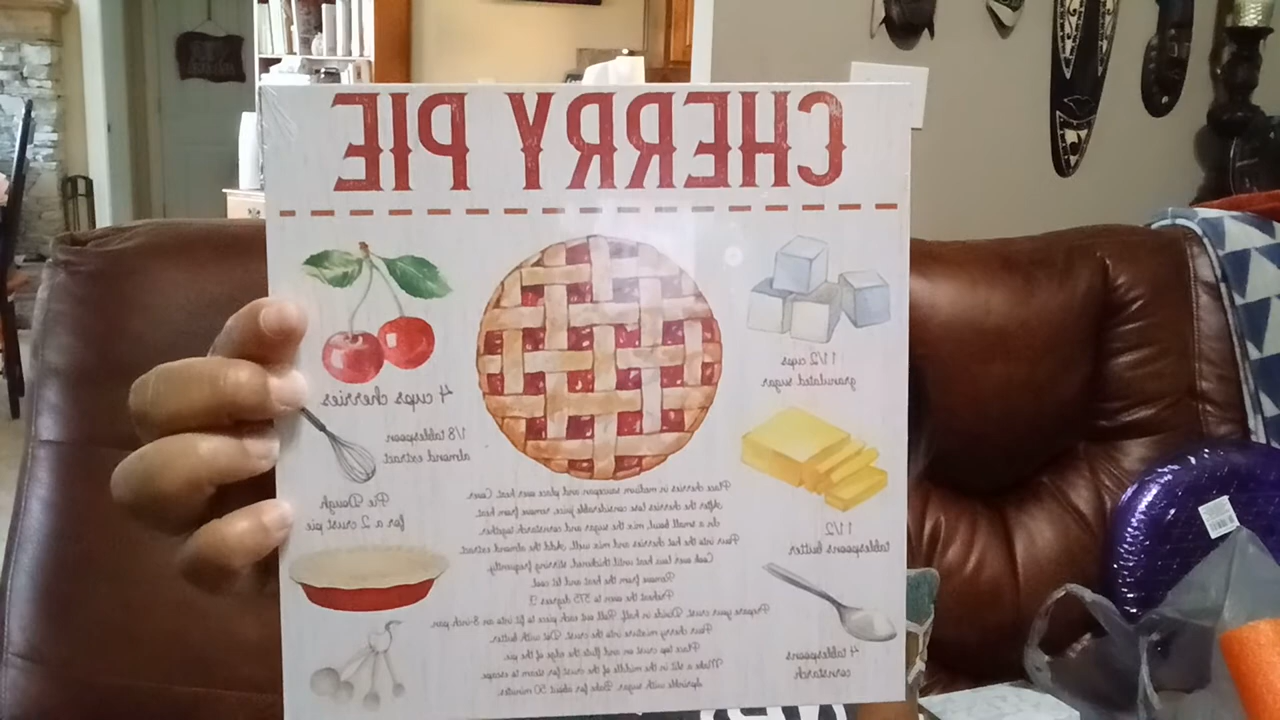 CHERRY PIE
4 cups cherries
1/8 tablespoon
almond extract
Pie Dough
for a 2 crust pie
1 1/2 cups
granulated sugar
1 1/2
tablespoons butter
4 tablespoons
cornstarch
Place cherries in medium saucepan and place over heat. Cover.
After the cherries lose considerable juice, remove from heat.
In a small bowl, mix the sugar and cornstarch together.
Pour into the hot cherries and mix well. Add the almond extract.
Cook over low heat until thickened, stirring frequently.
Remove from the heat and let cool.
Preheat the oven to 375 degrees F.
Prepare your crust. Divide in half. Roll out each piece to fit into an 8-inch pan.
Pour cherry mixture into the crust. Dot with butter.
Place top crust on and flute the edge of the pie.
Make a slit in the middle of the crust for steam to escape.
Sprinkle with sugar. Bake for about 50 minutes.